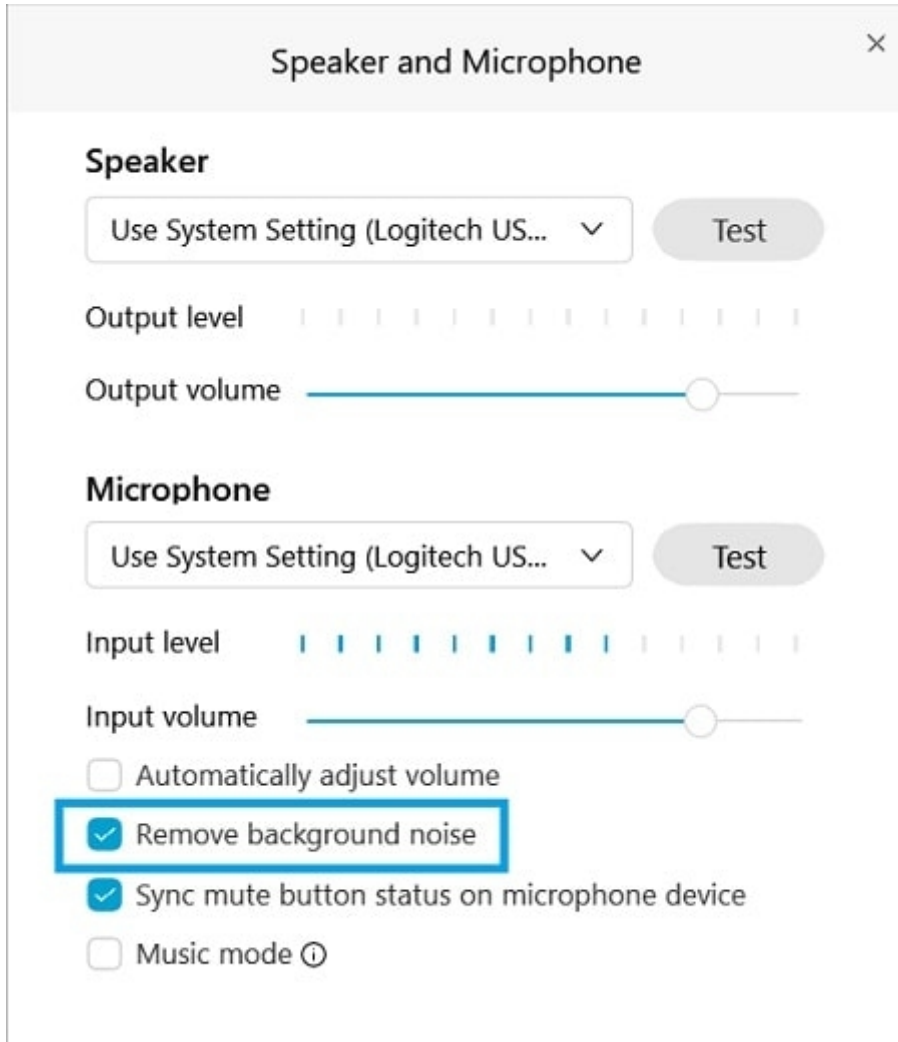 Speaker and Microphone
Speaker
Use System Setting (Logitech US...
Test
Output level
Output volume
Microphone
Use System Setting (Logitech US...
Test
Input level
Input volume
Automatically adjust volume
Remove background noise
Sync mute button status on microphone device
Music mode